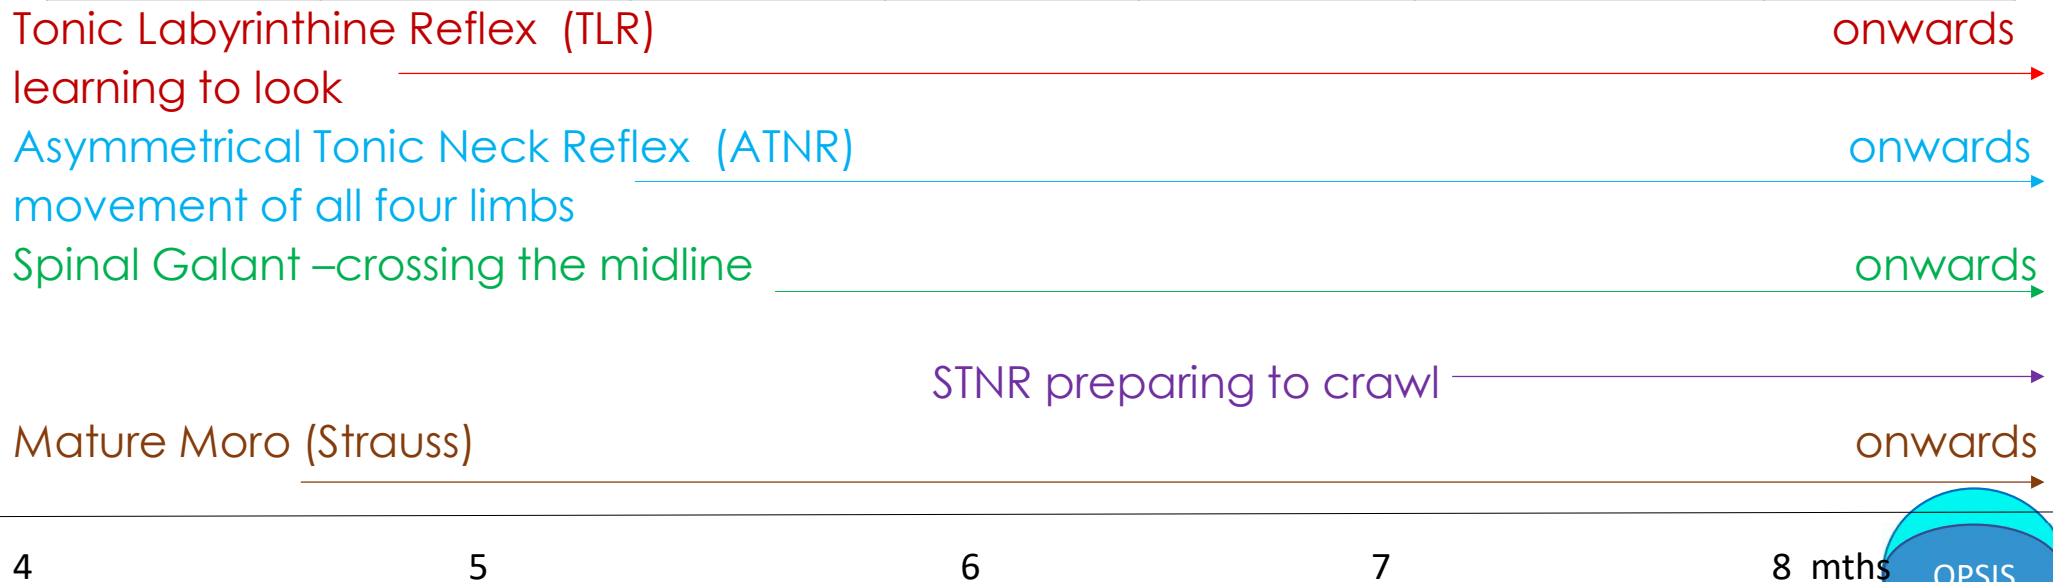 Tonic Labyrinthine Reflex (TLR) onwards
learning to look
Asymmetrical Tonic Neck Reflex (ATNR) onwards
movement of all four limbs
Spinal Galant –crossing the midline onwards
STNR preparing to crawl
Mature Moro (Strauss) onwards
4 5 6 7 8 mths
OPSIS